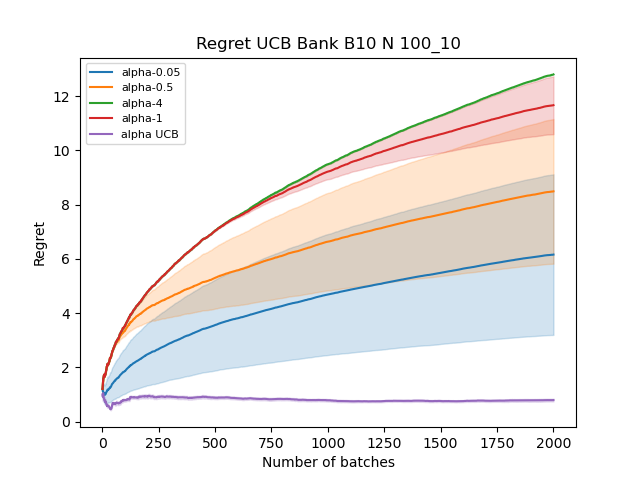 Regret UCB Bank B10 N 100_10
alpha-0.05
alpha-0.5
alpha-4
alpha-1
alpha UCB
12
10
8
6
4
2
0
Regret
0 250 500 750 1000 1250 1500 1750 2000
Number of batches